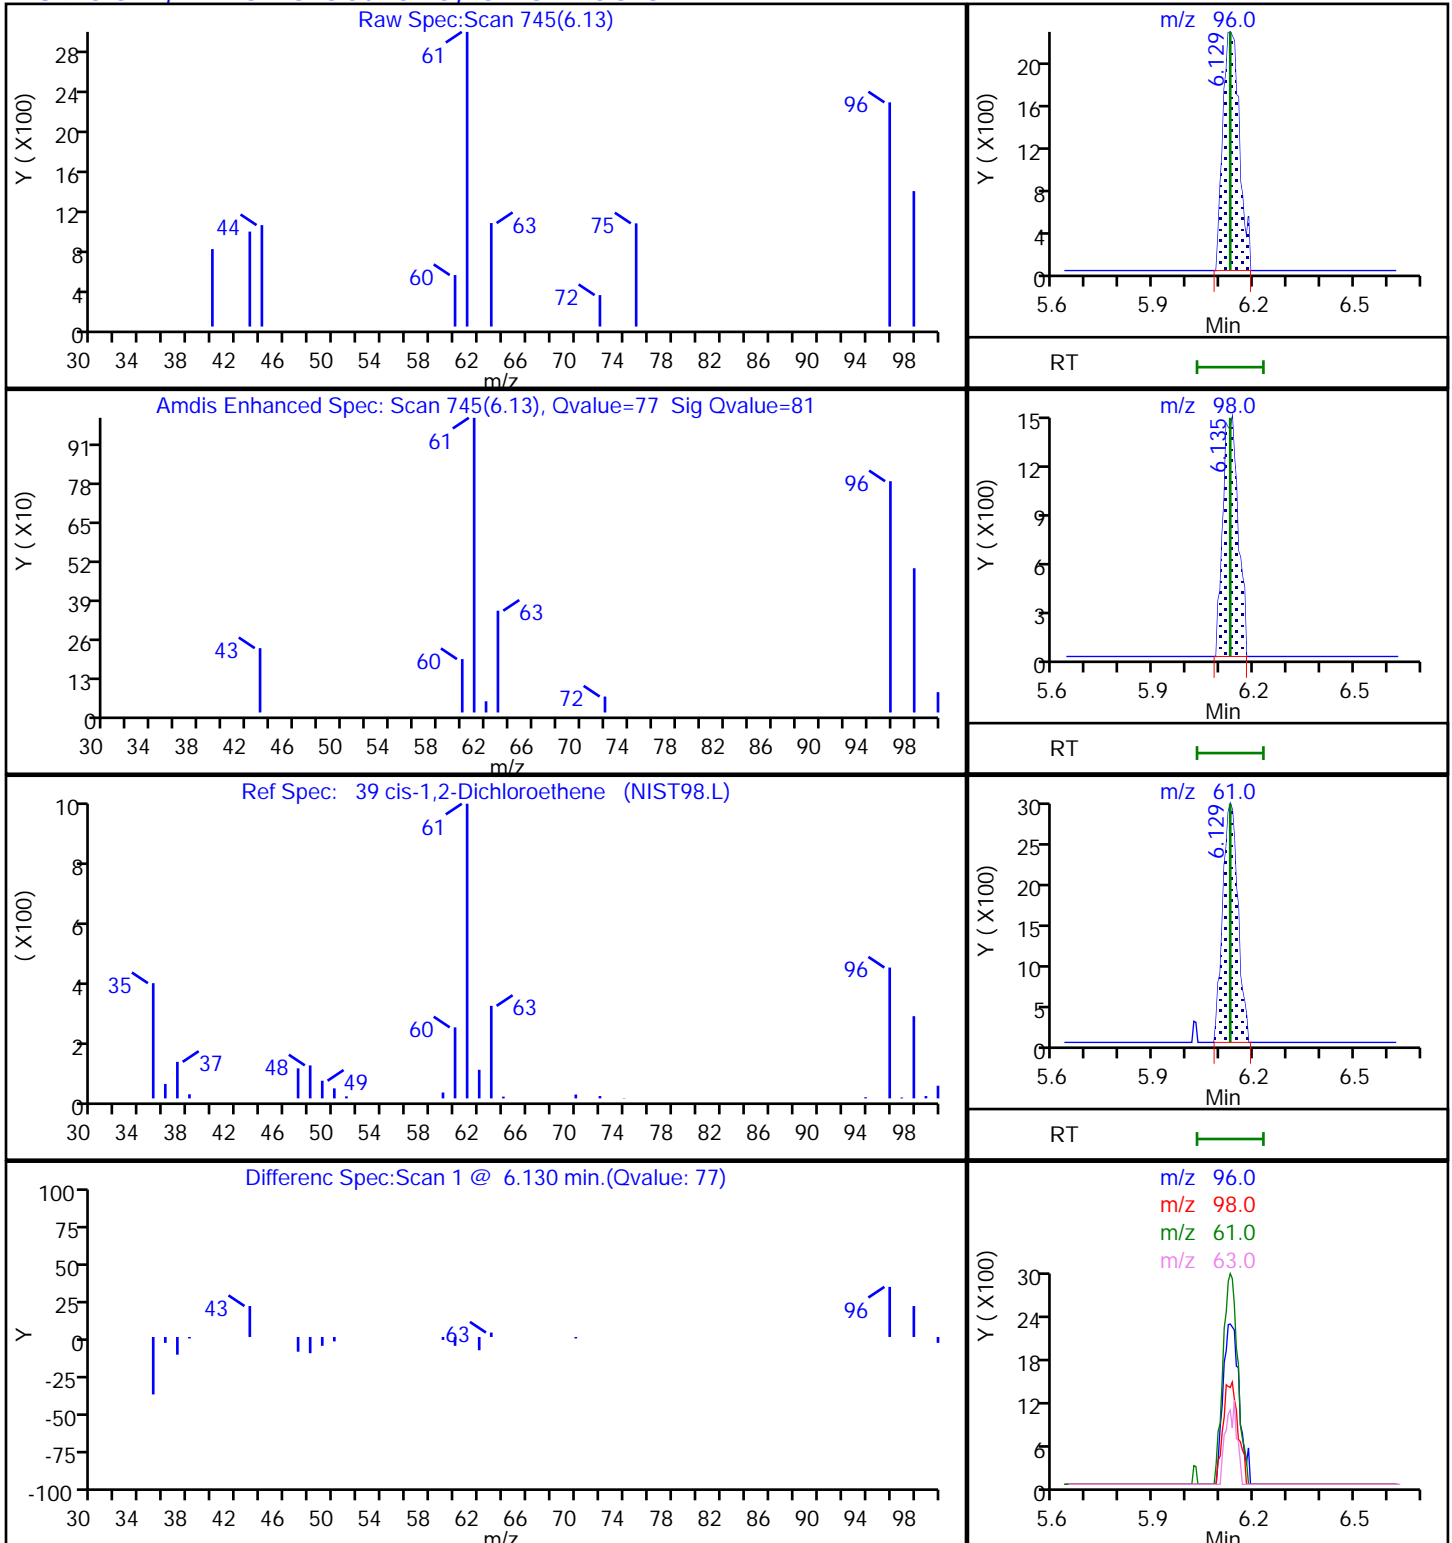 Raw Spec:Scan 745(6.13)
Y ( X100)
28
24
20
16
12
8
4
0
61
96
44
63
75
60
72
30 34 38 42 46 50 54 58 62 66 70 74 78 82 86 90 94 98
m/z
m/z 96.0
Y ( X100)
20
16
12
8
4
0
6.129
5.6 5.9 6.2 6.5
Min
RT
Amdis Enhanced Spec: Scan 745(6.13), Qvalue=77 Sig Qvalue=81
Y ( X10)
91
78
65
52
39
26
13
0
61
96
63
43
60
72
30 34 38 42 46 50 54 58 62 66 70 74 78 82 86 90 94 98
m/z
m/z 98.0
Y ( X100)
15
12
9
6
3
0
6.135
5.6 5.9 6.2 6.5
Min
RT
Ref Spec: 39 cis-1,2-Dichloroethene (NIST98.L)
( X100)
10
8
6
4
2
0
61
96
35
63
60
37
48
49
30 34 38 42 46 50 54 58 62 66 70 74 78 82 86 90 94 98
m/z 61.0
Y ( X100)
30
25
20
15
10
5
0
6.129
5.6 5.9 6.2 6.5
Min
RT
Differenc Spec:Scan 1 @ 6.130 min.(Qvalue: 77)
Y
100
75
50
25
0
-25
-50
-75
-100
43
63
96
30 34 38 42 46 50 54 58 62 66 70 74 78 82 86 90 94 98
m/z
m/z 96.0
m/z 98.0
m/z 61.0
m/z 63.0
Y ( X100)
30
24
18
12
6
0
5.6 5.9 6.2 6.5
Min